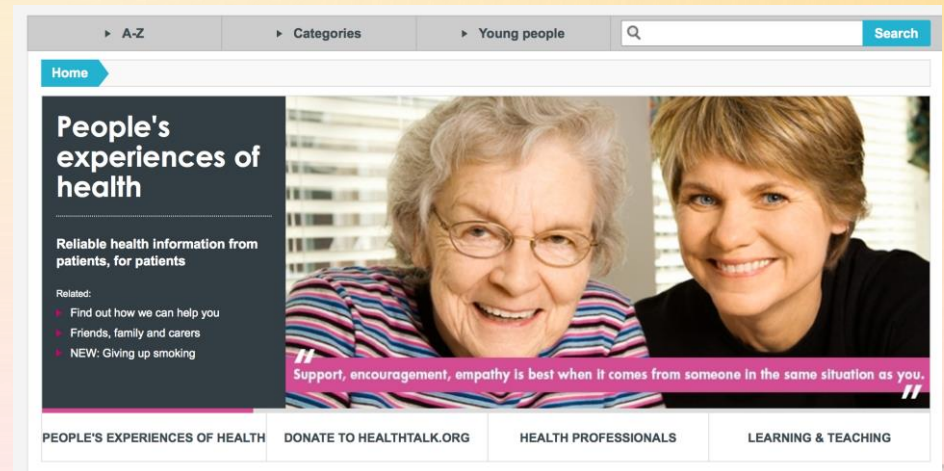 A-Z
Categories
Young people
Search
Home
People's
experiences of
health
Reliable health information from
patients, for patients
Related:
Find out how we can help you
Friends, family and carers
NEW: Giving up smoking
"Support, encouragement, empathy is best when it comes from someone in the same situation as you."
PEOPLE'S EXPERIENCES OF HEALTH
DONATE TO HEALTHTALK.ORG
HEALTH PROFESSIONALS
LEARNING & TEACHING